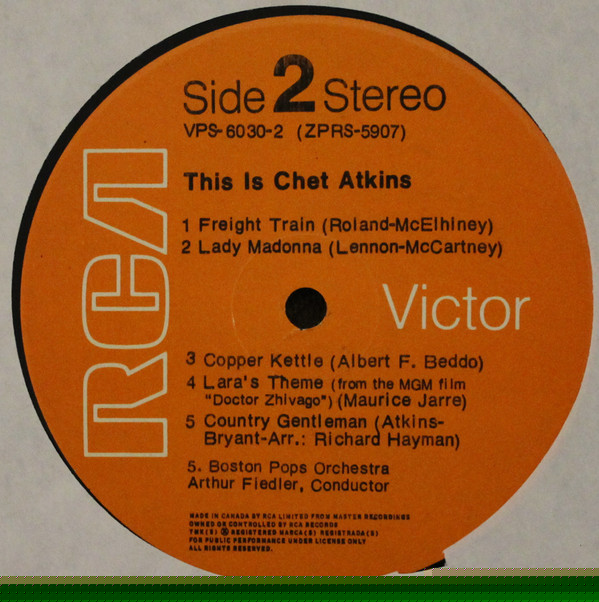 Side 2 Stereo
VPS-6030-2 (ZPRS-5907)
This Is Chet Atkins
1 Freight Train (Roland-McElhiney)
2 Lady Madonna (Lennon-McCartney)
RCA Victor
3 Copper Kettle (Albert F. Beddo)
4 Lara's Theme (from the MGM film
"Doctor Zhivago") (Maurice Jarre)
5 Country Gentleman (Atkins-
Bryant-Arr.: Richard Hayman)
5. Boston Pops Orchestra
Arthur Fiedler, Conductor
MADE IN CANADA BY RCA LIMITED FROM MASTER RECORDINGS
OWNED OR CONTROLLED BY RCA RECORDS
TMK(S) ® REGISTERED MARCA(S) REGISTRADA(S)
FOR PUBLIC PERFORMANCE UNDER LICENSE ONLY
ALL RIGHTS RESERVED.